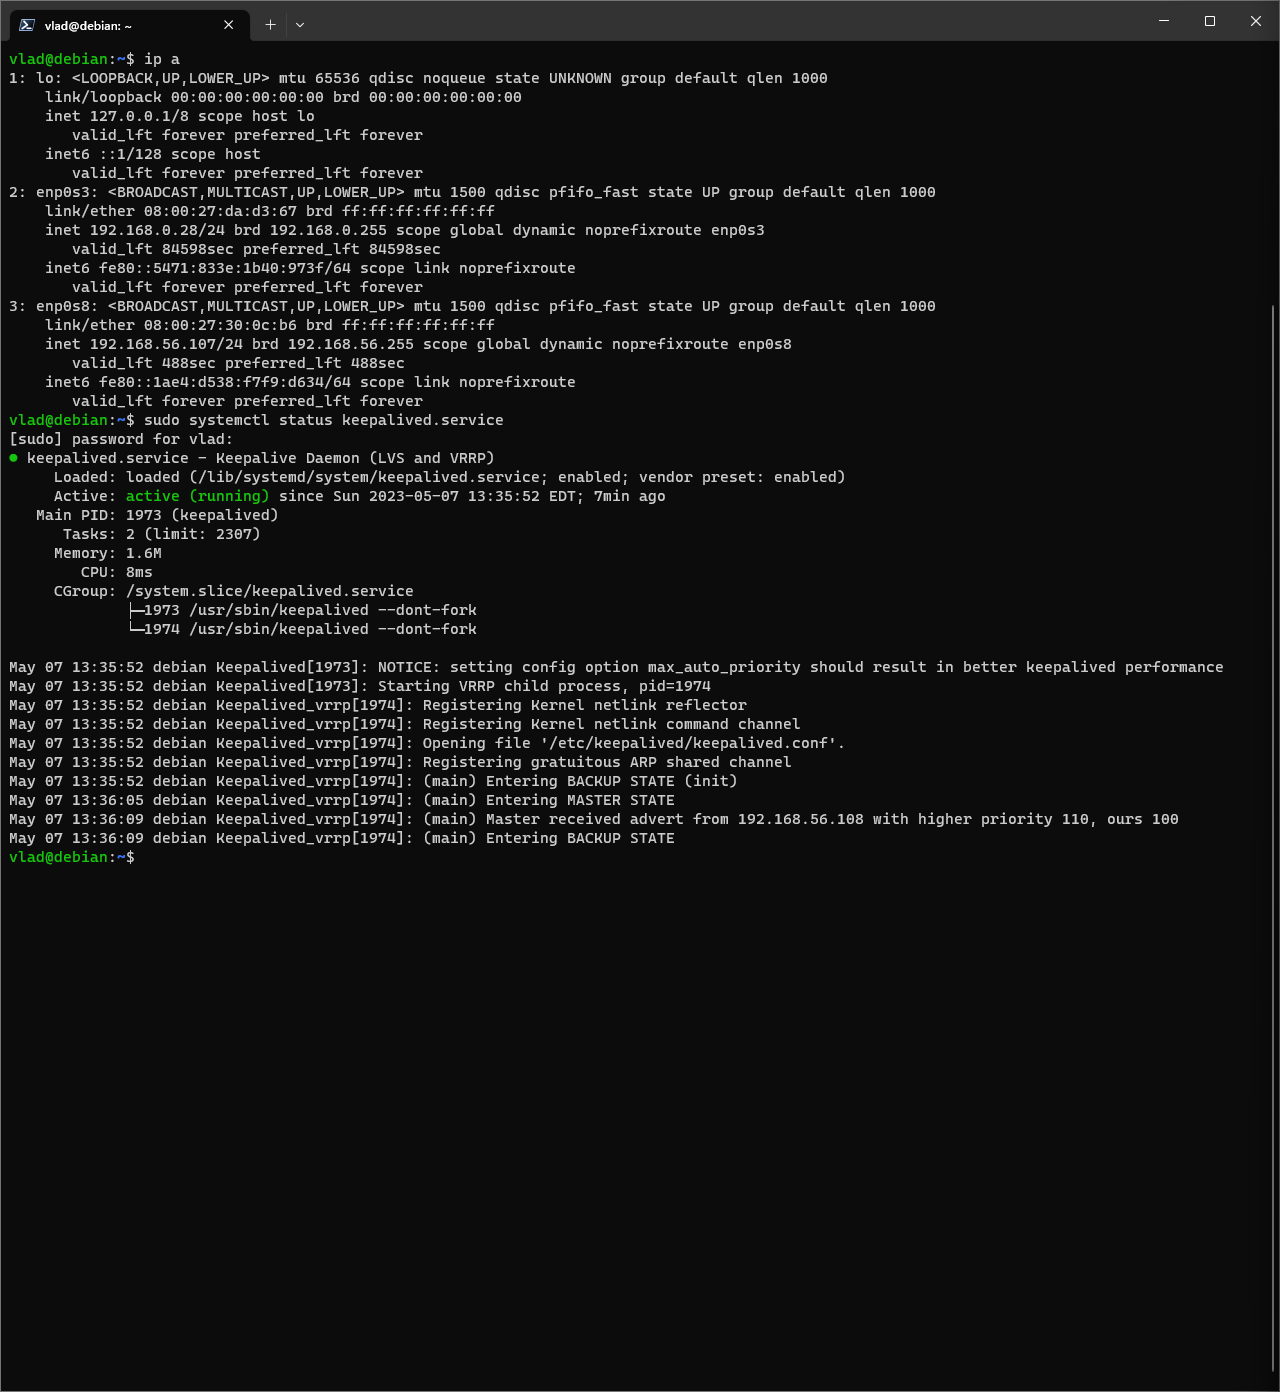 vlad@debian: ~
vlad@debian:~$ ip a
1: lo: <LOOPBACK,UP,LOWER_UP> mtu 65536 qdisc noqueue state UNKNOWN group default qlen 1000
    link/loopback 00:00:00:00:00:00 brd 00:00:00:00:00:00
    inet 127.0.0.1/8 scope host lo
       valid_lft forever preferred_lft forever
    inet6 ::1/128 scope host
       valid_lft forever preferred_lft forever
2: enp0s3: <BROADCAST,MULTICAST,UP,LOWER_UP> mtu 1500 qdisc pfifo_fast state UP group default qlen 1000
    link/ether 08:00:27:da:d3:67 brd ff:ff:ff:ff:ff:ff
    inet 192.168.0.28/24 brd 192.168.0.255 scope global dynamic noprefixroute enp0s3
       valid_lft 84598sec preferred_lft 84598sec
    inet6 fe80::5471:833e:1b40:973f/64 scope link noprefixroute
       valid_lft forever preferred_lft forever
3: enp0s8: <BROADCAST,MULTICAST,UP,LOWER_UP> mtu 1500 qdisc pfifo_fast state UP group default qlen 1000
    link/ether 08:00:27:30:0c:b6 brd ff:ff:ff:ff:ff:ff
    inet 192.168.56.107/24 brd 192.168.56.255 scope global dynamic noprefixroute enp0s8
       valid_lft 488sec preferred_lft 488sec
    inet6 fe80::1ae4:d538:f7f9:d634/64 scope link noprefixroute
       valid_lft forever preferred_lft forever
vlad@debian:~$ sudo systemctl status keepalived.service
[sudo] password for vlad:
● keepalived.service - Keepalive Daemon (LVS and VRRP)
     Loaded: loaded (/lib/systemd/system/keepalived.service; enabled; vendor preset: enabled)
     Active: active (running) since Sun 2023-05-07 13:35:52 EDT; 7min ago
   Main PID: 1973 (keepalived)
      Tasks: 2 (limit: 2307)
     Memory: 1.6M
        CPU: 8ms
     CGroup: /system.slice/keepalived.service
             ├─1973 /usr/sbin/keepalived --dont-fork
             └─1974 /usr/sbin/keepalived --dont-fork
May 07 13:35:52 debian Keepalived[1973]: NOTICE: setting config option max_auto_priority should result in better keepalived performance
May 07 13:35:52 debian Keepalived[1973]: Starting VRRP child process, pid=1974
May 07 13:35:52 debian Keepalived_vrrp[1974]: Registering Kernel netlink reflector
May 07 13:35:52 debian Keepalived_vrrp[1974]: Registering Kernel netlink command channel
May 07 13:35:52 debian Keepalived_vrrp[1974]: Opening file '/etc/keepalived/keepalived.conf'.
May 07 13:35:52 debian Keepalived_vrrp[1974]: Registering gratuitous ARP shared channel
May 07 13:35:52 debian Keepalived_vrrp[1974]: (main) Entering BACKUP STATE (init)
May 07 13:36:05 debian Keepalived_vrrp[1974]: (main) Entering MASTER STATE
May 07 13:36:09 debian Keepalived_vrrp[1974]: (main) Master received advert from 192.168.56.108 with higher priority 110, ours 100
May 07 13:36:09 debian Keepalived_vrrp[1974]: (main) Entering BACKUP STATE
vlad@debian:~$